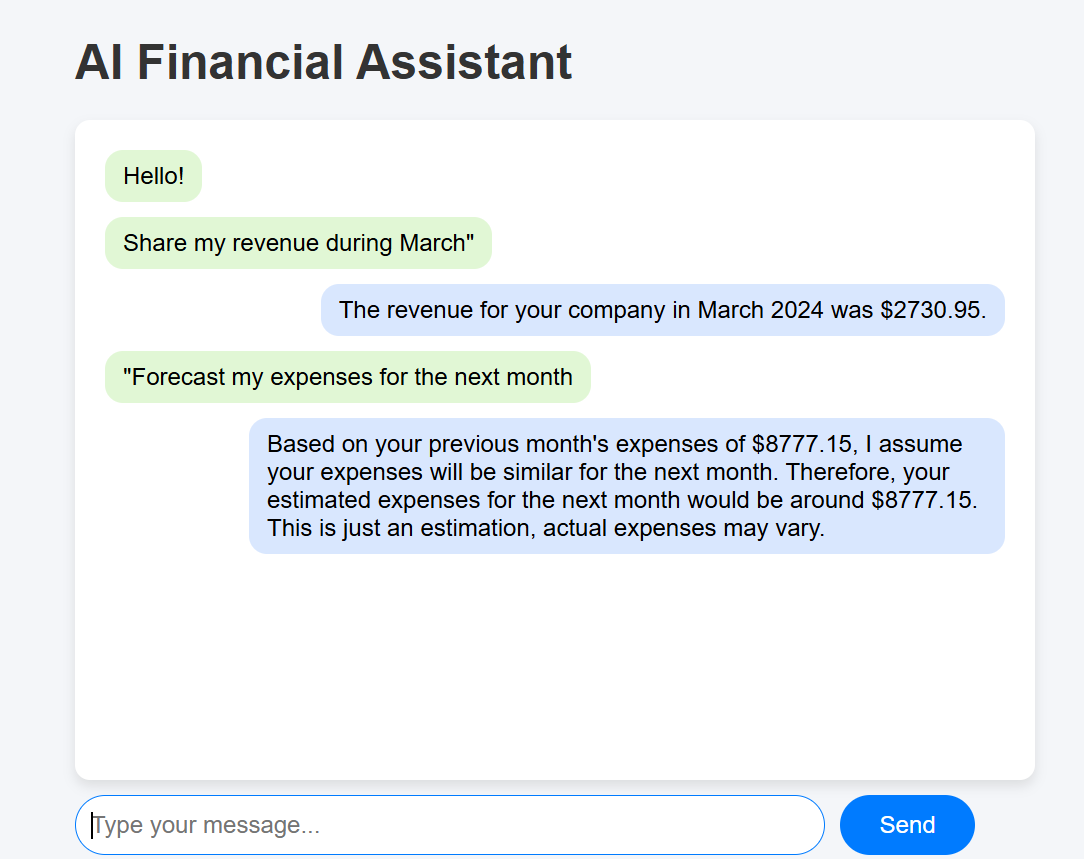 AI Financial Assistant
Hello!
Share my revenue during March"
The revenue for your company in March 2024 was $2730.95.
"Forecast my expenses for the next month
Based on your previous month's expenses of $8777.15, I assume
your expenses will be similar for the next month. Therefore, your
estimated expenses for the next month would be around $8777.15.
This is just an estimation, actual expenses may vary.
Type your message...
Send